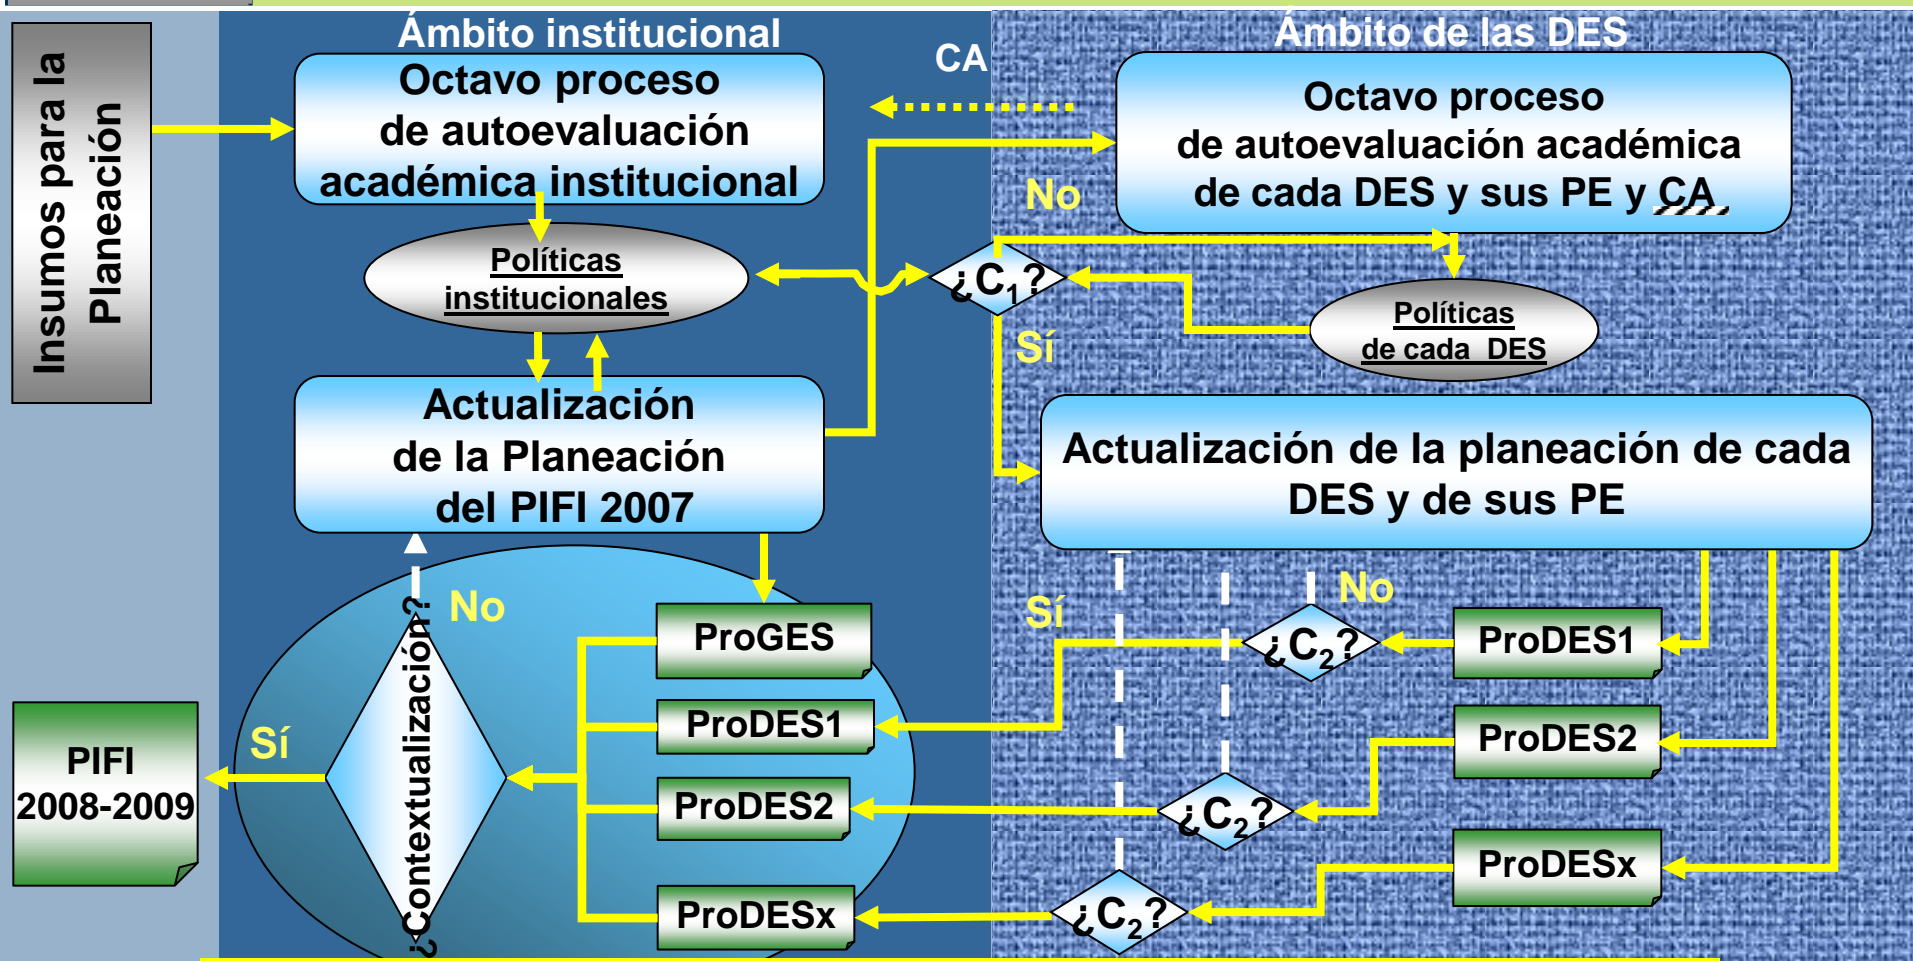 Insumos para la
Planeación
Ámbito institucional
Octavo proceso
de autoevaluación
académica institucional
Políticas
institucionales
Actualización
de la Planeación
del PIFI 2007
CA
Ámbito de las DES
Octavo proceso
de autoevaluación académica
de cada DES y sus PE y CA
No
¿C1?
Sí
Políticas
de cada DES
Actualización de la planeación de cada
DES y de sus PE
No
Sí
¿C2?
ProDES1
¿C2?
ProDES2
¿C2?
ProDESx
ProGES
ProDES1
ProDES2
ProDESx
No
¿Contextualización?
Sí
PIFI
2008-2009